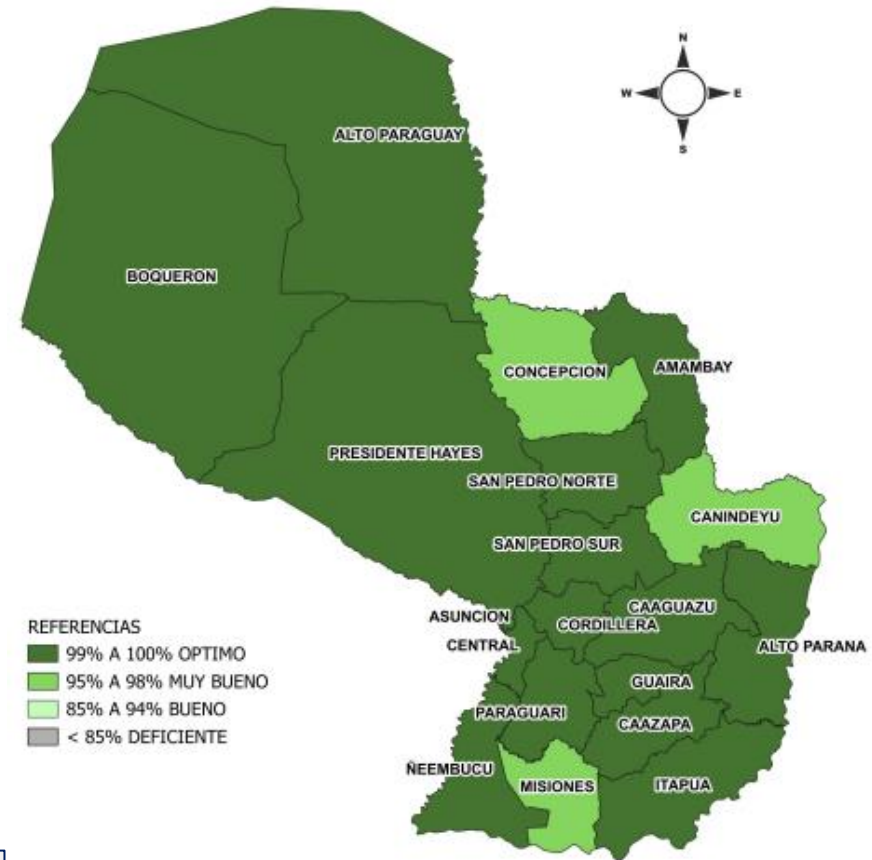 N
W E
S
ALTO PARAGUAY
BOQUERON
CONCEPCION
AMAMBAY
PRESIDENTE HAYES
SAN PEDRO NORTE
CANINDEYU
SAN PEDRO SUR
ASUNCION
CAAGUAZU
CORDILLERA
CENTRAL
ALTO PARANA
GUAIRA
PARAGUARI
CAAZAPA
ÑEEMBUCU
MISIONES
ITAPUA
REFERENCIAS
99% A 100% OPTIMO
95% A 98% MUY BUENO
85% A 94% BUENO
< 85% DEFICIENTE